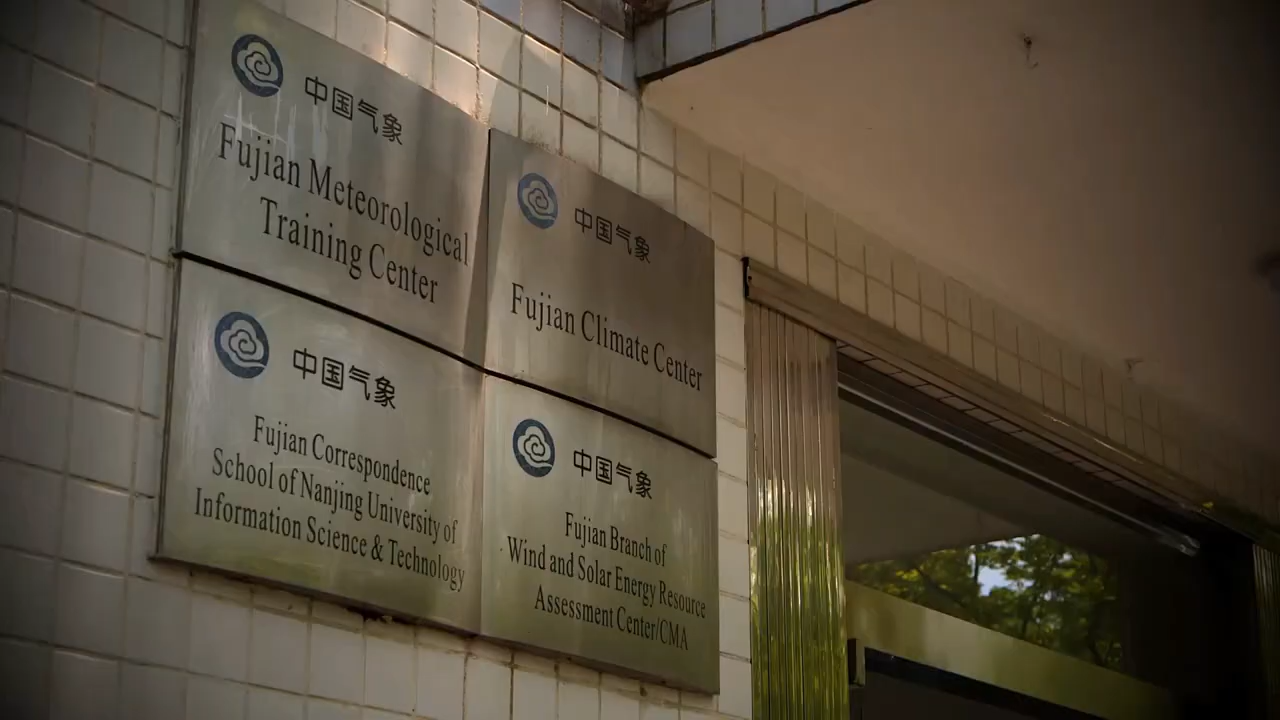 中国气象
Fujian Meteorological
Training Center
中国气象
Fujian Climate Center
中国气象
Fujian Correspondence
School of Nanjing University of
Information Science & Technology
中国气象
Fujian Branch of
Wind and Solar Energy Resource
Assessment Center/CMA